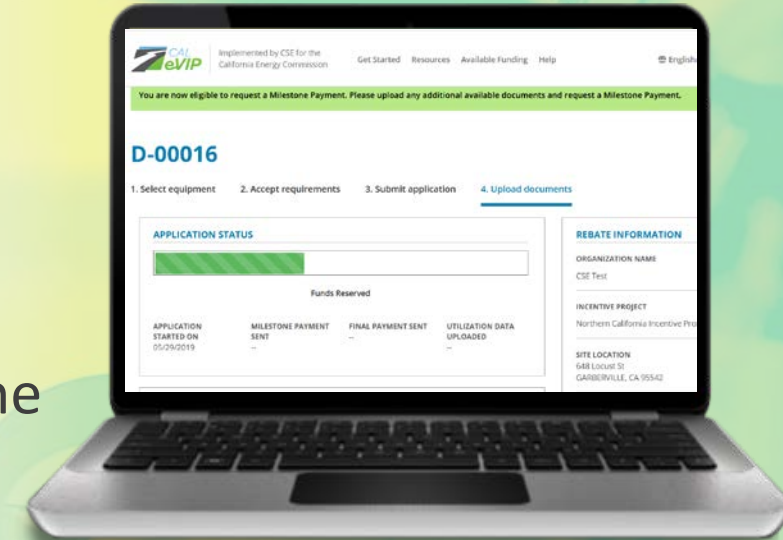 CAL
eVIP
Implemented by CSE for the
California Energy Commission
Get Started Resources Available Funding Help
English
You are now eligible to request a Milestone Payment. Please upload any additional available documents and request a Milestone Payment.
D-00016
1. Select equipment 2. Accept requirements 3. Submit application 4. Upload documents
APPLICATION STATUS
Funds Reserved
APPLICATION STARTED ON
05/29/2019
MILESTONE PAYMENT SENT
--
FINAL PAYMENT SENT
--
UTILIZATION DATA UPLOADED
--
REBATE INFORMATION
ORGANIZATION NAME
CSE Test
INCENTIVE PROJECT
Northern California Incentive Pro
SITE LOCATION
648 Locust St
GARBERVILLE, CA 95542
ne